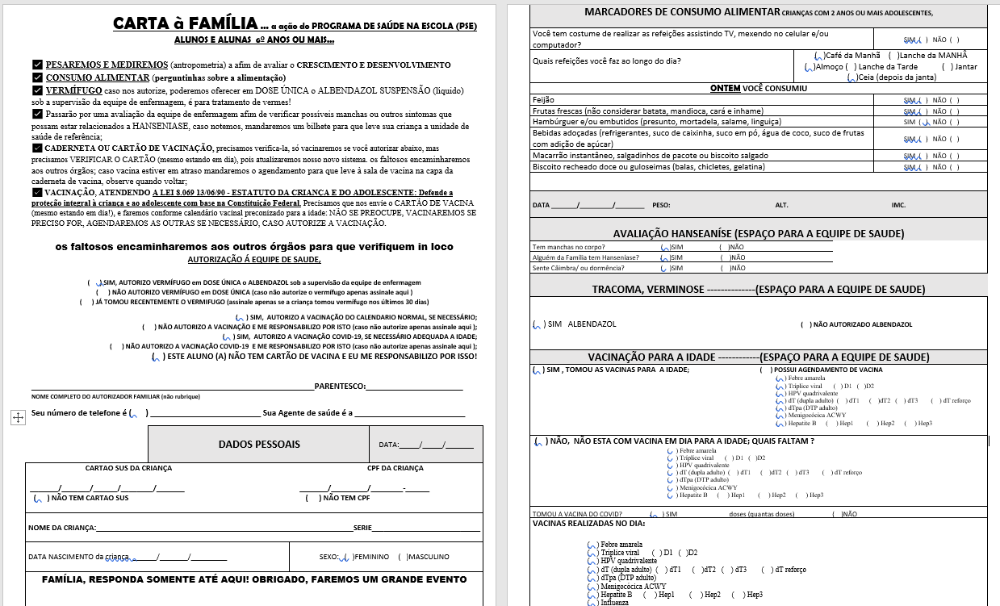 CARTA à FAMÍLIA... a ação do PROGRAMA DE SAÚDE NA ESCOLA (PSE)
ALUNOS E ALUNAS 6º ANOS OU MAIS...
PESAREMOS E MEDIREMOS (antropometria) a afim de avaliar o CRESCIMENTO E DESENVOLVIMENTO
CONSUMO ALIMENTAR (perguntinhas sobre a alimentação)
VERMÍFUGO caso nos autorize, poderemos oferecer em DOSE ÚNICA o ALBENDAZOL SUSPENSÃO (líquido)
sob a supervisão da equipe de enfermagem, é para tratamento de vermes!
Passarão por uma avaliação da equipe de enfermagem afim de verificar possíveis manchas ou outros sintomas que
possam estar relacionados a HANSENIASE, caso notemos, mandaremos um bilhete para que leve sua criança a unidade de
saúde de referência;
CADERNETA OU CARTÃO DE VACINAÇÃO, precisamos verifica-la, só vacinaremos se você autorizar abaixo, mas
precisamos VERIFICAR O CARTÃO (mesmo estando em dia), pois atualizaremos nosso novo sistema. os faltosos encaminharemos
aos outros órgãos; caso vacina estiver em atraso mandaremos o agendamento para que leve à sala de vacina na capa da
caderneta de vacina, observe quando voltar;
VACINAÇÃO, ATENDENDO A LEI 8.069 13/06/90 - ESTATUTO DA CRIANÇA E DO ADOLESCENTE: Defende a
proteção integral à criança e ao adolescente com base na Constituição Federal. Precisamos que nos envie o CARTÃO DE VACINA
(mesmo estando em dia!), e faremos conforme calendário vacinal preconizado para a idade: NÃO SE PREOCUPE, VACINAREMOS SE
PRECISO FOR, AGENDAREMOS AS OUTRAS SE NECESSÁRIO, CASO AUTORIZE A VACINAÇÃO.
os faltosos encaminharemos aos outros órgãos para que verifiquem in loco
AUTORIZAÇÃO Á EQUIPE DE SAUDE,
( )SIM, AUTORIZO VERMÍFUGO em DOSE ÚNICA o ALBENDAZOL sob a supervisão da equipe de enfermagem
( ) NÃO AUTORIZO VERMÍFUGO em DOSE ÚNICA (caso não autorize o vermífugo apenas assinale aqui )
( ) JÁ TOMOU RECENTEMENTE O VERMIFUGO (assinale apenas se a criança tomou vermífugo nos últimos 30 dias)
( ) SIM, AUTORIZO A VACINAÇÃO DO CALENDARIO NORMAL, SE NECESSÁRIO;
( ) NÃO AUTORIZO A VACINAÇÃO E ME RESPONSABILIZO POR ISTO (caso não autorize apenas assinale aqui );
( ) SIM, AUTORIZO A VACINAÇÃO COVID-19, SE NECESSÁRIO ADEQUADA A IDADE;
( ) NÃO AUTORIZO A VACINAÇÃO COVID-19 E ME RESPONSABILIZO POR ISTO (caso não autorize apenas assinale aqui );
( ) ESTE ALUNO (A) NÃO TEM CARTÃO DE VACINA E EU ME RESPONSABILIZO POR ISSO!
____PARENTESCO:____
NOME COMPLETO DO AUTORIZADOR FAMILIAR (não rubrique)
Seu número de telefone é ( ) ____ Sua Agente de saúde é a ____
DADOS PESSOAIS DATA:_____/_____/_______
CARTAO SUS DA CRIANÇA CPF DA CRIANÇA
_______/_______/_______/_______/_______ _______/_______/_______-______
( ) NÃO TEM CARTAO SUS ( ) NÃO TEM CPF
NOME DA CRIANÇA:____SERIE____
DATA NASCIMENTO da criança______/_______/_________ SEXO: ( )FEMININO ( )MASCULINO
FAMÍLIA, RESPONDA SOMENTE ATÉ AQUI! OBRIGADO, FAREMOS UM GRANDE EVENTO
MARCADORES DE CONSUMO ALIMENTAR CRIANÇAS COM 2 ANOS OU MAIS ADOLESCENTES,
Você tem costume de realizar as refeições assistindo TV, mexendo no celular e/ou
computador? SIM ( ) NÃO ( )
Quais refeições você faz ao longo do dia? ( )Café da Manhã ( )Lanche da MANHÃ
( )Almoço ( ) Lanche da Tarde ( ) Jantar
( )Ceia (depois da janta)
ONTEM VOCÊ CONSUMIU
Feijão SIM ( ) NÃO ( )
Frutas frescas (não considerar batata, mandioca, cará e inhame) SIM ( ) NÃO ( )
Hambúrguer e/ou embutidos (presunto, mortadela, salame, linguiça) SIM ( ) NÃO ( )
Bebidas adoçadas (refrigerantes, suco de caixinha, suco em pó, água de coco, suco de frutas
com adição de açúcar) SIM ( ) NÃO ( )
Macarrão instantâneo, salgadinhos de pacote ou biscoito salgado SIM ( ) NÃO ( )
Biscoito recheado doce ou guloseimas (balas, chicletes, gelatina) SIM ( ) NÃO ( )
DATA _______/_______/_______ PESO: ALT. IMC.
AVALIAÇÃO HANSEANÍSE (ESPAÇO PARA A EQUIPE DE SAUDE)
Tem manchas no corpo? ( )SIM ( )NÃO
Alguém da Família tem Hanseníase? ( )SIM ( )NÃO
Sente Câimbra/ ou dormência? ( ) SIM ( )NÃO
TRACOMA, VERMINOSE --------------(ESPAÇO PARA A EQUIPE DE SAUDE)
( ) SIM ALBENDAZOL ( ) NÃO AUTORIZADO ALBENDAZOL
VACINAÇÃO PARA A IDADE ------------(ESPAÇO PARA A EQUIPE DE SAUDE)
( ) SIM , TOMOU AS VACINAS PARA A IDADE; ( ) POSSUI AGENDAMENTO DE VACINA
( ) Febre amarela
( ) Tríplice viral ( ) D1 ( )D2
( ) HPV quadrivalente
( ) dT (dupla adulto) ( ) dT1 ( )dT2 ( ) dT3 ( ) dT reforço
( ) dTpa (DTP adulto)
( ) Menigocócica ACWY
( ) Hepatite B ( ) Hep1 ( ) Hep2 ( ) Hep3
( ) NÃO, NÃO ESTA COM VACINA EM DIA PARA A IDADE; QUAIS FALTAM ?
( ) Febre amarela
( ) Tríplice viral ( ) D1 ( )D2
( ) HPV quadrivalente
( ) dT (dupla adulto) ( ) dT1 ( )dT2 ( ) dT3 ( ) dT reforço
( ) dTpa (DTP adulto)
( ) Menigocócica ACWY
( ) Hepatite B ( ) Hep1 ( ) Hep2 ( ) Hep3
TOMOU A VACINA DO COVID? ( ) SIM ____doses (quantas doses) ( )NÃO
VACINAS REALIZADAS NO DIA:
( ) Febre amarela
( ) Tríplice viral ( ) D1 ( )D2
( ) HPV quadrivalente
( ) dT (dupla adulto) ( ) dT1 ( )dT2 ( ) dT3 ( ) dT reforço
( ) dTpa (DTP adulto)
( ) Menigocócica ACWY
( ) Hepatite B ( ) Hep1 ( ) Hep2 ( ) Hep3
( ) Influenza